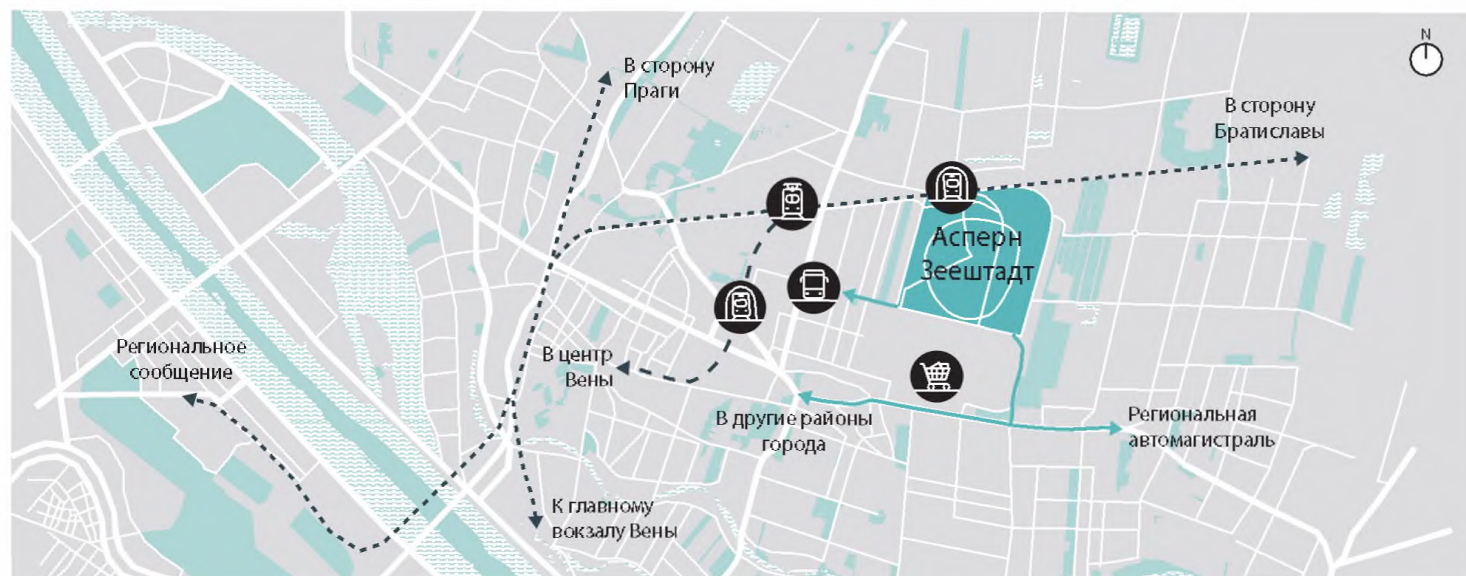 N
В сторону
Праги
В сторону
Братиславы
Асперн
Зеештадт
Региональное
сообщение
В центр
Вены
В другие районы
города
Региональная
автомагистраль
К главному
вокзалу Вены